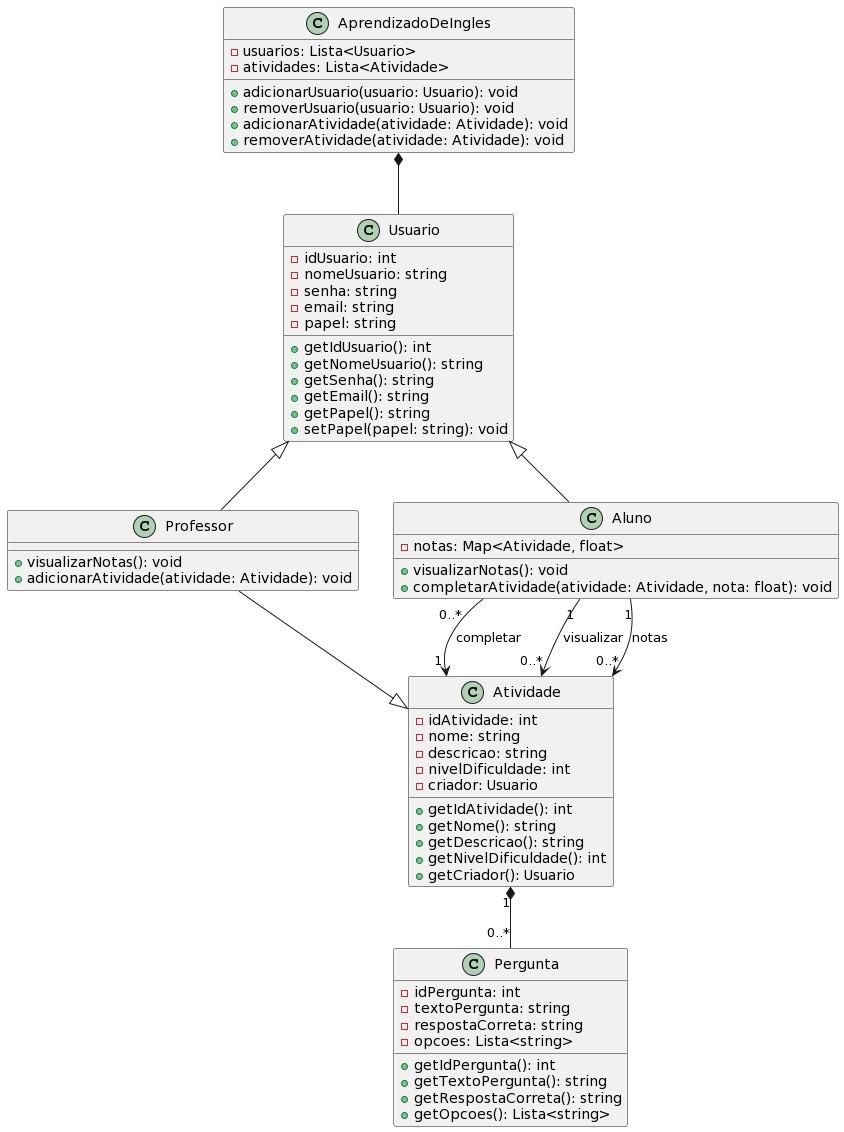 C AprendizadoDeIngles
usuarios: Lista<Usuario>
atividades: Lista<Atividade>
adicionarUsuario(usuario: Usuario): void
removerUsuario(usuario: Usuario): void
adicionarAtividade(atividade: Atividade): void
removerAtividade(atividade: Atividade): void
C Usuario
idUsuario: int
nomeUsuario: string
senha: string
email: string
papel: string
getIdUsuario(): int
getNomeUsuario(): string
getSenha(): string
getEmail(): string
getPapel(): string
setPapel(papel: string): void
C Professor
visualizarNotas(): void
adicionarAtividade(atividade: Atividade): void
C Aluno
notas: Map<Atividade, float>
visualizarNotas(): void
completarAtividade(atividade: Atividade, nota: float): void
0..* 1 1
completar visualizar notas
1 0..* 0..*
C Atividade
idAtividade: int
nome: string
descricao: string
nivelDificuldade: int
criador: Usuario
getIdAtividade(): int
getNome(): string
getDescricao(): string
getNivelDificuldade(): int
getCriador(): Usuario
1
0..*
C Pergunta
idPergunta: int
textoPergunta: string
respostaCorreta: string
opcoes: Lista<string>
getIdPergunta(): int
getTextoPergunta(): string
getRespostaCorreta(): string
getOpcoes(): Lista<string>